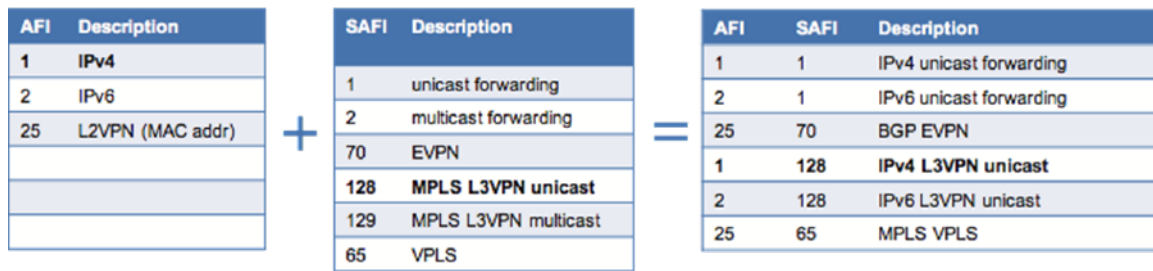 AFI Description
1 IPv4
2 IPv6
25 L2VPN (MAC addr)
+
SAFI Description
1 unicast forwarding
2 multicast forwarding
70 EVPN
128 MPLS L3VPN unicast
129 MPLS L3VPN multicast
65 VPLS
=
AFI SAFI Description
1 1 IPv4 unicast forwarding
2 1 IPv6 unicast forwarding
25 70 BGP EVPN
1 128 IPv4 L3VPN unicast
2 128 IPv6 L3VPN unicast
25 65 MPLS VPLS